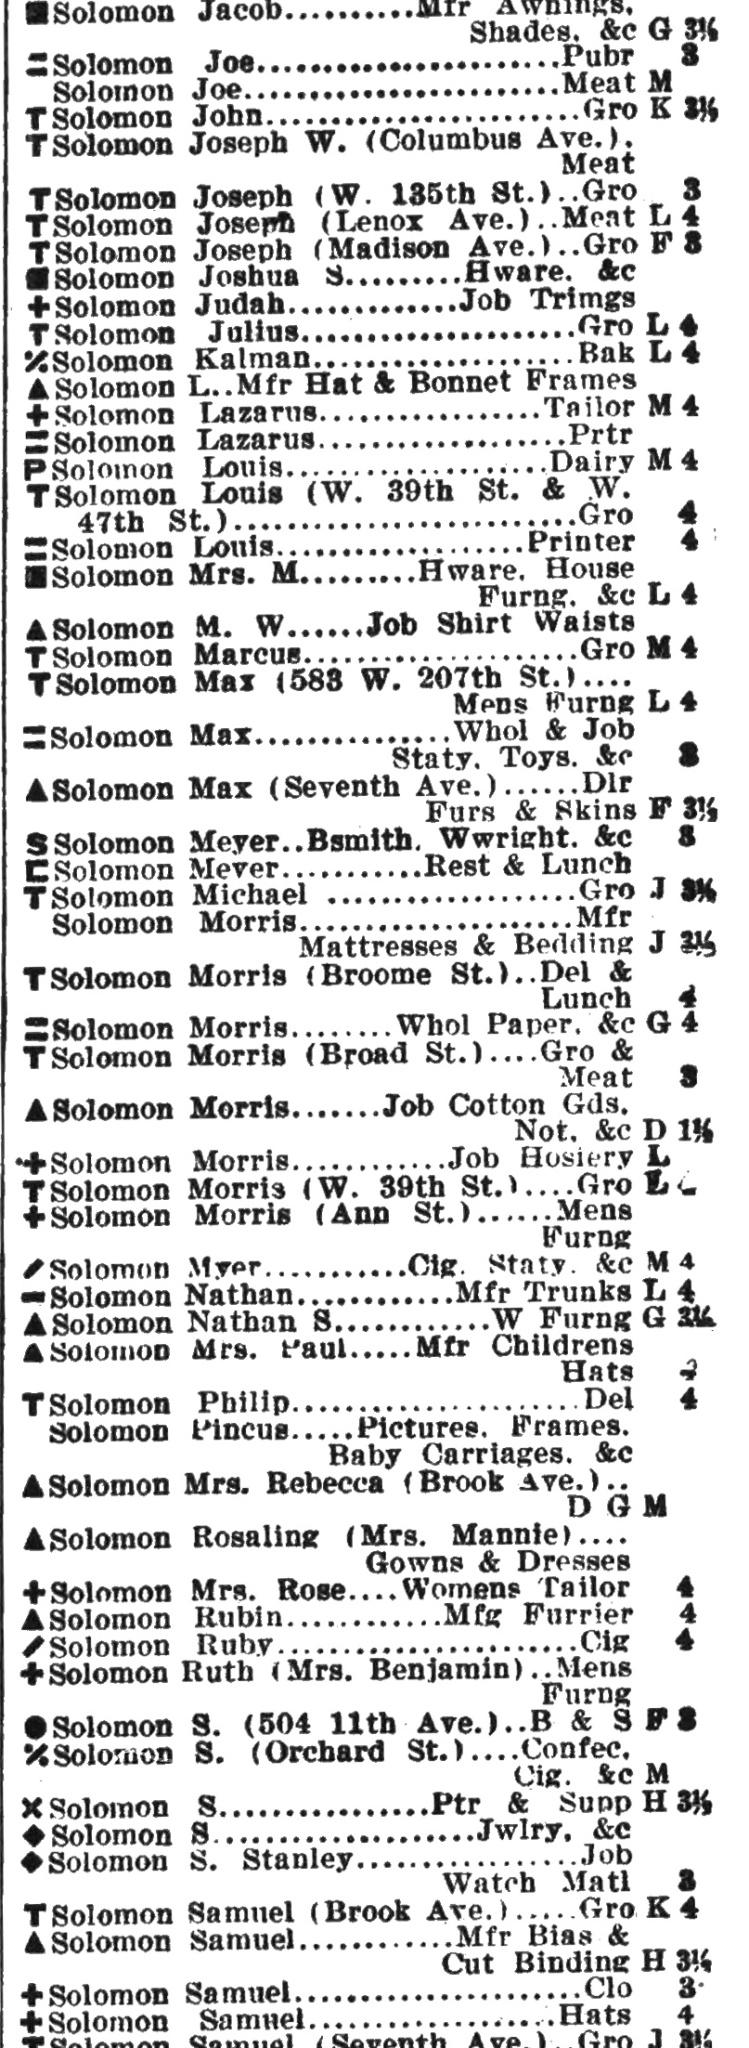 ■ Solomon Jacob..........Mfr Awnings,
Shades, &c G 3½
= Solomon Joe......................Pubr 3
Solomon Joe.....................Meat M
T Solomon John.......................Gro K 3½
T Solomon Joseph W. (Columbus Ave.),
Meat
T Solomon Joseph (W. 135th St.)..Gro 3
T Solomon Joseph (Lenox Ave.)..Meat L 4
T Solomon Joseph (Madison Ave.)..Gro F 3
■ Solomon Joshua S.........Hware, &c
+ Solomon Judah.............Job Trimgs
T Solomon Julius....................Gro L 4
⁒ Solomon Kalman...................Bak L 4
▲ Solomon L..Mfr Hat & Bonnet Frames
+ Solomon Lazarus................Tailor M 4
= Solomon Lazarus..................Prtr
P Solomon Louis...................Dairy M 4
T Solomon Louis (W. 39th St. & W.
47th St.)..........................Gro 4
= Solomon Louis..................Printer 4
■ Solomon Mrs. M.........Hware, House
Furng, &c L 4
▲ Solomon M. W......Job Shirt Waists
T Solomon Marcus....................Gro M 4
T Solomon Max (583 W. 207th St.)....
Mens Furng L 4
= Solomon Max...............Whol & Job
Staty, Toys, &c 3
▲ Solomon Max (Seventh Ave.)......Dlr
Furs & Skins F 3½
S Solomon Meyer..Bsmith, Wwright, &c 3
⊏ Solomon Meyer...........Rest & Lunch
T Solomon Michael ..................Gro J 3½
Solomon Morris....................Mfr
Mattresses & Bedding J 3½
T Solomon Morris (Broome St.)..Del &
Lunch 4
= Solomon Morris........Whol Paper, &c G 4
T Solomon Morris (Broad St.)....Gro &
Meat 3
▲ Solomon Morris.......Job Cotton Gds,
Not, &c D 1½
+ Solomon Morris............Job Hosiery L
T Solomon Morris (W. 39th St.)....Gro L
+ Solomon Morris (Ann St.)......Mens
Furng
/ Solomon Myer...........Cig, Staty, &c M 4
- Solomon Nathan............Mfr Trunks L 4
▲ Solomon Nathan S............W Furng G 3½
▲ Solomon Mrs. Paul.....Mfr Childrens
Hats
T Solomon Philip......................Del 4
Solomon Pincus.....Pictures, Frames,
Baby Carriages, &c
▲ Solomon Mrs. Rebecca (Brook Ave.)..
D G M
▲ Solomon Rosaling (Mrs. Mannie)....
Gowns & Dresses
+ Solomon Mrs. Rose....Womens Tailor 4
▲ Solomon Rubin............Mfg Furrier 4
/ Solomon Ruby.......................Cig 4
+ Solomon Ruth (Mrs. Benjamin)..Mens
Furng
● Solomon S. (504 11th Ave.)..B & S F 3
⁒ Solomon S. (Orchard St.)....Confec,
Cig, &c M
× Solomon S................Ptr & Supp H 3½
◆ Solomon S....................Jwlry, &c
◆ Solomon S. Stanley.................Job
Watch Matl 3
T Solomon Samuel (Brook Ave.).....Gro K 4
▲ Solomon Samuel............Mfr Bias &
Cut Binding H 3½
+ Solomon Samuel......................Clo 3
+ Solomon Samuel...................Hats 4
T Solomon Samuel (Seventh Ave.)..Gro J 3½